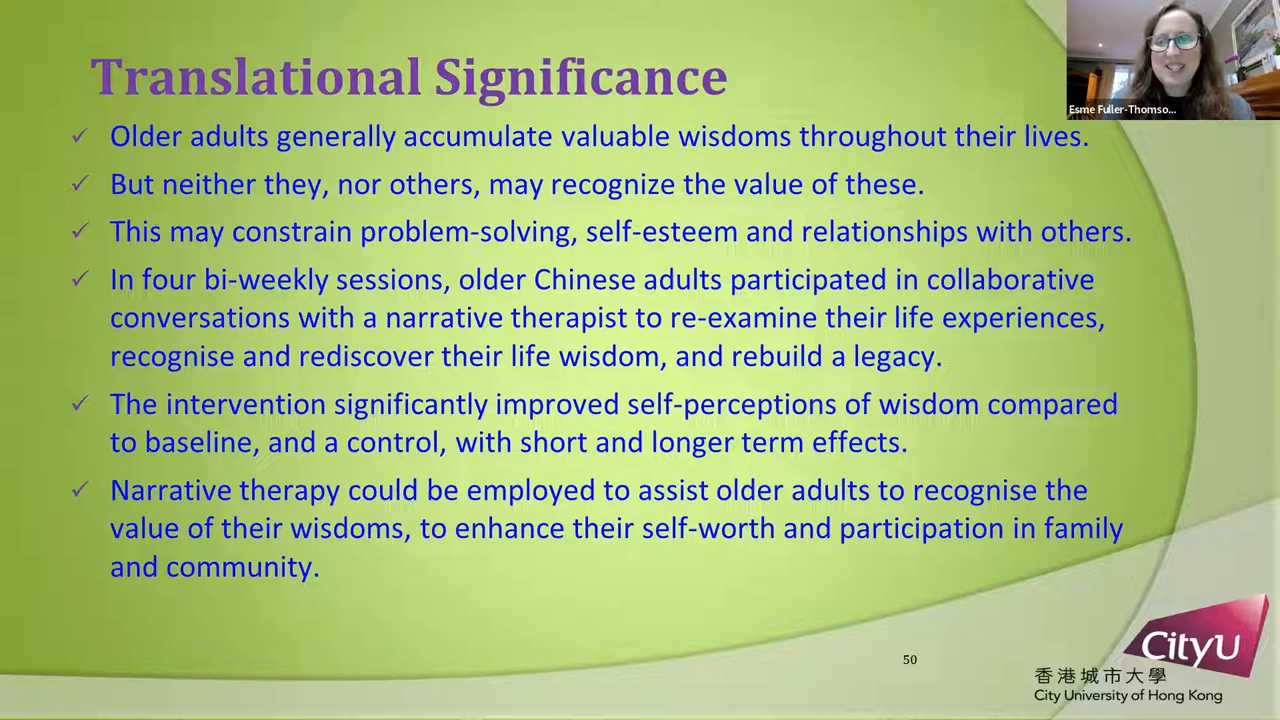 Translational Significance
Esme Fuller-Thomso...
✓ Older adults generally accumulate valuable wisdoms throughout their lives.
✓ But neither they, nor others, may recognize the value of these.
✓ This may constrain problem-solving, self-esteem and relationships with others.
✓ In four bi-weekly sessions, older Chinese adults participated in collaborative
conversations with a narrative therapist to re-examine their life experiences,
recognise and rediscover their life wisdom, and rebuild a legacy.
✓ The intervention significantly improved self-perceptions of wisdom compared
to baseline, and a control, with short and longer term effects.
✓ Narrative therapy could be employed to assist older adults to recognise the
value of their wisdoms, to enhance their self-worth and participation in family
and community.
50
CityU
香港城市大學
City University of Hong Kong